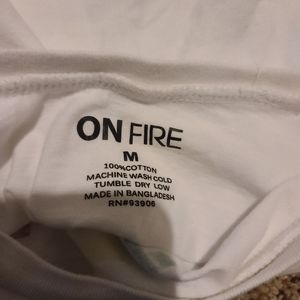 ON FIRE
M
100%COTTON
MACHINE WASH COLD
TUMBLE DRY LOW
MADE IN BANGLADESH
RN#93906